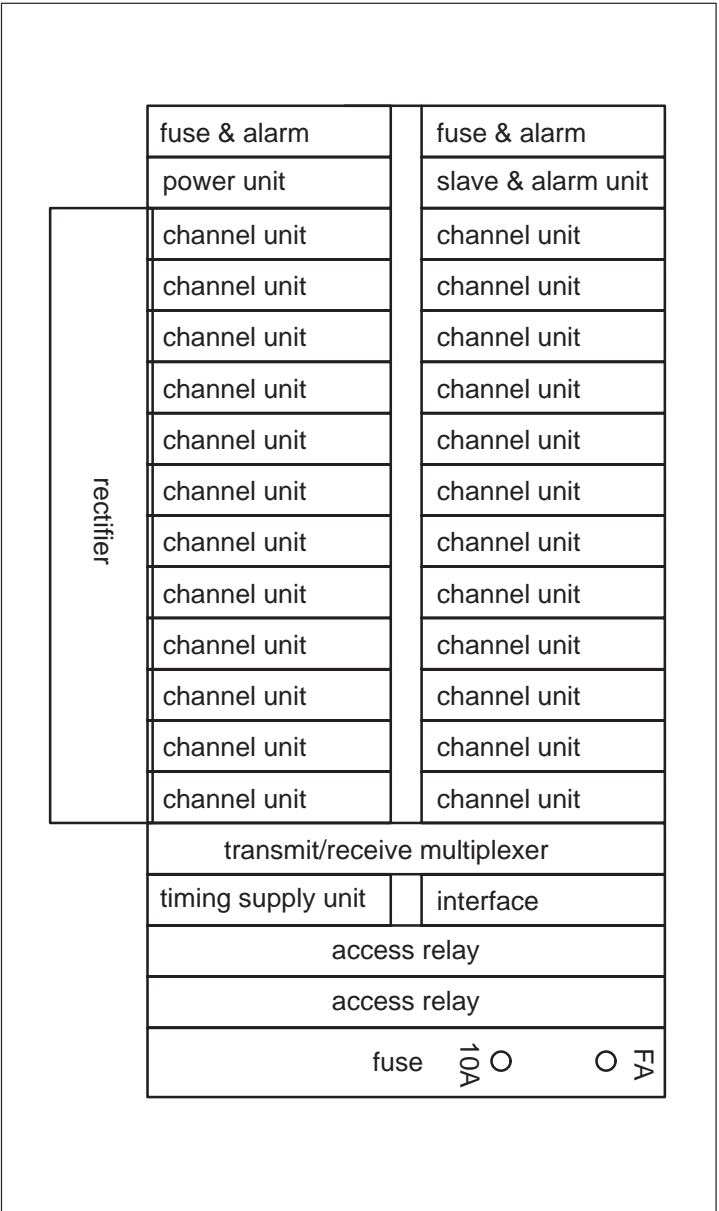 fuse & alarm fuse & alarm
power unit slave & alarm unit
channel unit channel unit
channel unit channel unit
channel unit channel unit
channel unit channel unit
channel unit channel unit
channel unit channel unit
channel unit channel unit
channel unit channel unit
channel unit channel unit
channel unit channel unit
channel unit channel unit
channel unit channel unit
rectifier
transmit/receive multiplexer
timing supply unit interface
access relay
access relay
fuse 10A FA